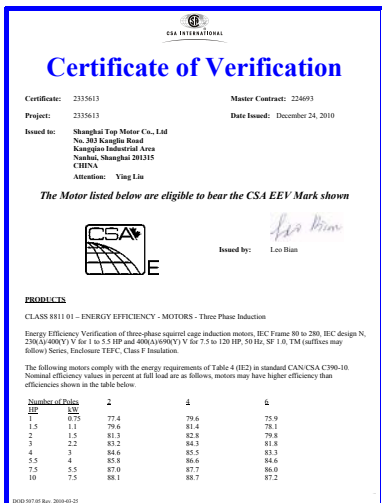 CSA INTERNATIONAL
Certificate of Verification
Certificate: 2335613 Master Contract: 224693
Project: 2335613 Date Issued: December 24, 2010
Issued to: Shanghai Top Motor Co., Ltd
No. 303 Kangliu Road
Kangqiao Industrial Area
Nanhui, Shanghai 201315
CHINA
Attention: Ying Liu
The Motor listed below are eligible to bear the CSA EEV Mark shown
CSA E
Leo Bian
Issued by: Leo Bian
PRODUCTS
CLASS 8811 01 – ENERGY EFFICIENCY - MOTORS - Three Phase Induction
Energy Efficiency Verification of three-phase squirrel cage induction motors, IEC Frame 80 to 280, IEC design N,
230(Δ)/400(Y) V for 1 to 5.5 HP and 400(Δ)/690(Y) V for 7.5 to 120 HP, 50 Hz, SF 1.0, TM (suffixes may
follow) Series, Enclosure TEFC, Class F Insulation.
The following motors comply with the energy requirements of Table 4 (IE2) in standard CAN/CSA C390-10.
Nominal efficiency values in percent at full load are as follows, motors may have higher efficiency than
efficiencies shown in the table below.
Number of Poles 2 4 6
HP kW
1 0.75 77.4 79.6 75.9
1.5 1.1 79.6 81.4 78.1
2 1.5 81.3 82.8 79.8
3 2.2 83.2 84.3 81.8
4 3 84.6 85.5 83.3
5.5 4 85.8 86.6 84.6
7.5 5.5 87.0 87.7 86.0
10 7.5 88.1 88.7 87.2
DQD 507.05 Rev. 2010-03-25